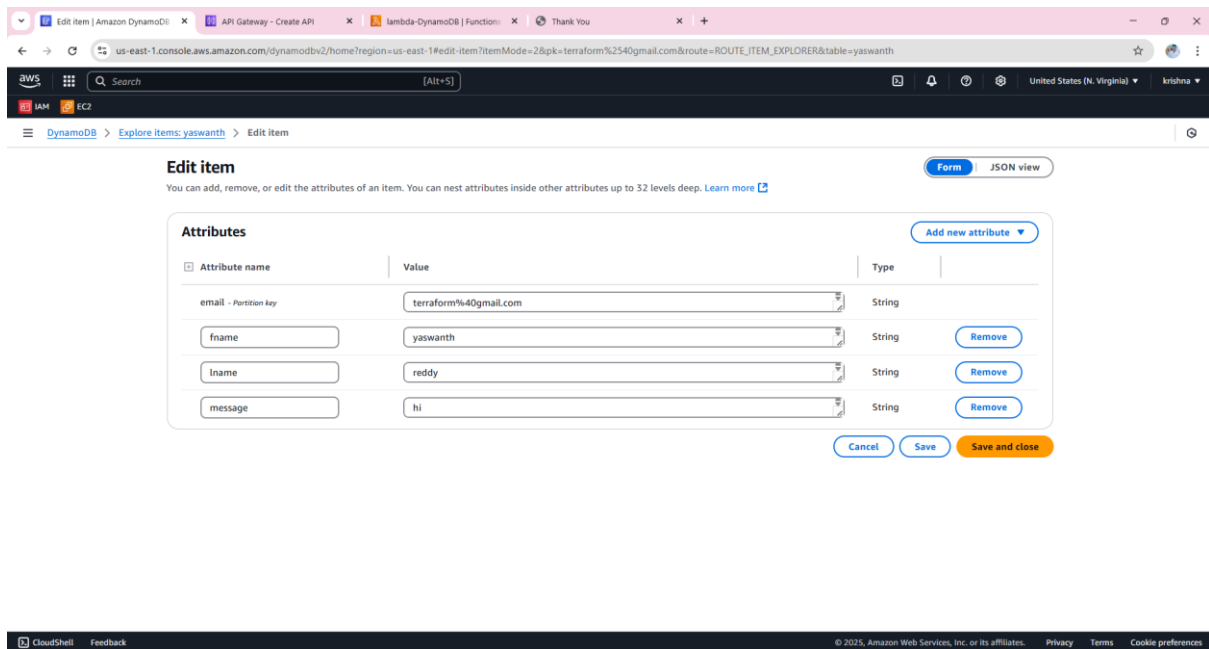 Edit item | Amazon DynamoDB
API Gateway - Create API
lambda-DynamoDB | Functions
Thank You
us-east-1.console.aws.amazon.com/dynamodbv2/home?region=us-east-1#edit-item?itemMode=2&pk=terraform%2540gmail.com&route=ROUTE_ITEM_EXPLORER&table=yaswanth
aws
Search
[Alt+S]
United States (N. Virginia)
krishna
IAM
EC2
DynamoDB > Explore items: yaswanth > Edit item
Edit item
Form
JSON view
You can add, remove, or edit the attributes of an item. You can nest attributes inside other attributes up to 32 levels deep. Learn more
Attributes
Add new attribute
Attribute name Value Type
email - Partition key terraform%40gmail.com String
fname yaswanth String Remove
lname reddy String Remove
message hi String Remove
Cancel Save Save and close
CloudShell Feedback © 2025, Amazon Web Services, Inc. or its affiliates. Privacy Terms Cookie preferences